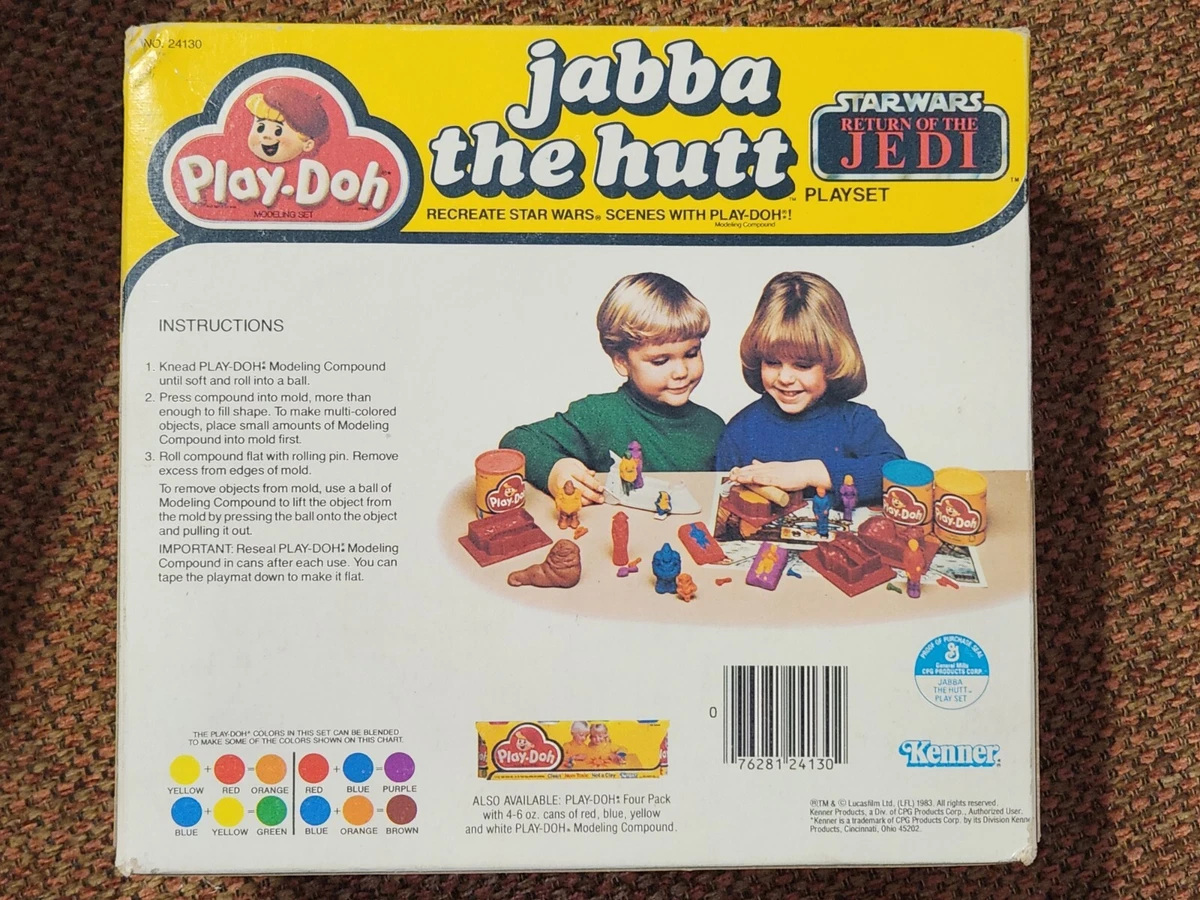 NO. 24130
Play-Doh
MODELING SET
jabba
the hutt™
STAR WARS
RETURN OF THE
JEDI
™
PLAYSET
RECREATE STAR WARS® SCENES WITH PLAY-DOH®!
Modeling Compound
INSTRUCTIONS
1. Knead PLAY-DOH® Modeling Compound
until soft and roll into a ball.
2. Press compound into mold, more than
enough to fill shape. To make multi-colored
objects, place small amounts of Modeling
Compound into mold first.
3. Roll compound flat with rolling pin. Remove
excess from edges of mold.
To remove objects from mold, use a ball of
Modeling Compound to lift the object from
the mold by pressing the ball onto the object
and pulling it out.
IMPORTANT: Reseal PLAY-DOH® Modeling
Compound in cans after each use. You can
tape the playmat down to make it flat.
Play-Doh
Play-Doh
Play-Doh
PROOF OF PURCHASE SEAL
General Mills
CPG PRODUCTS CORP.
JABBA
THE HUTT™
PLAY SET
THE PLAY-DOH® COLORS IN THIS SET CAN BE BLENDED
TO MAKE SOME OF THE COLORS SHOWN ON THIS CHART.
+ = + =
YELLOW RED ORANGE RED BLUE PURPLE
+ = + =
BLUE YELLOW GREEN BLUE ORANGE BROWN
Play-Doh
ALSO AVAILABLE: PLAY-DOH® Four Pack
with 4-6 oz. cans of red, blue, yellow
and white PLAY-DOH® Modeling Compound.
0
76281 24130
Kenner®
®TM & © Lucasfilm Ltd. (LFL) 1983. All rights reserved.
Kenner Products, a Div. of CPG Products Corp., Authorized User.
*Kenner is a trademark of CPG Products Corp. by its Division Kenne
Products, Cincinnati, Ohio 45202.